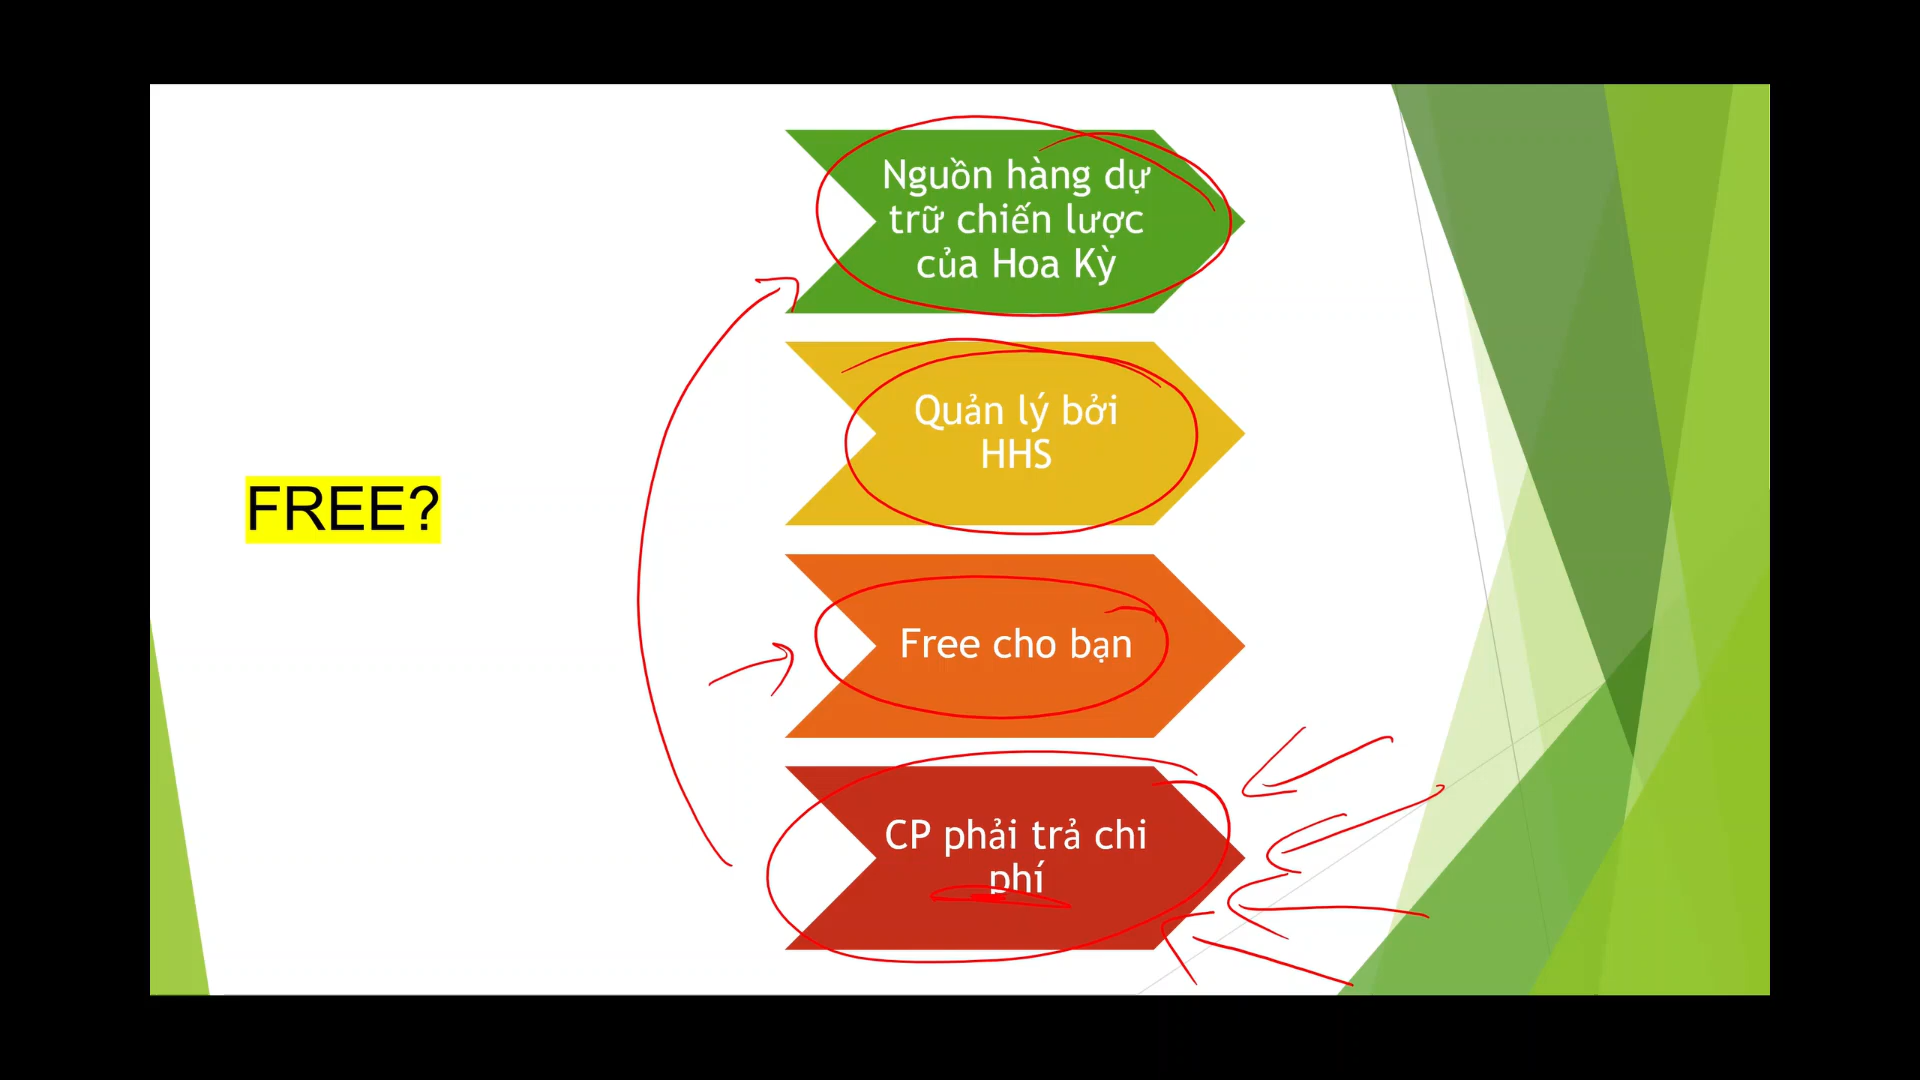 FREE?
Nguồn hàng dự
trữ chiến lược
của Hoa Kỳ
Quản lý bởi
HHS
Free cho bạn
CP phải trả chi
phí